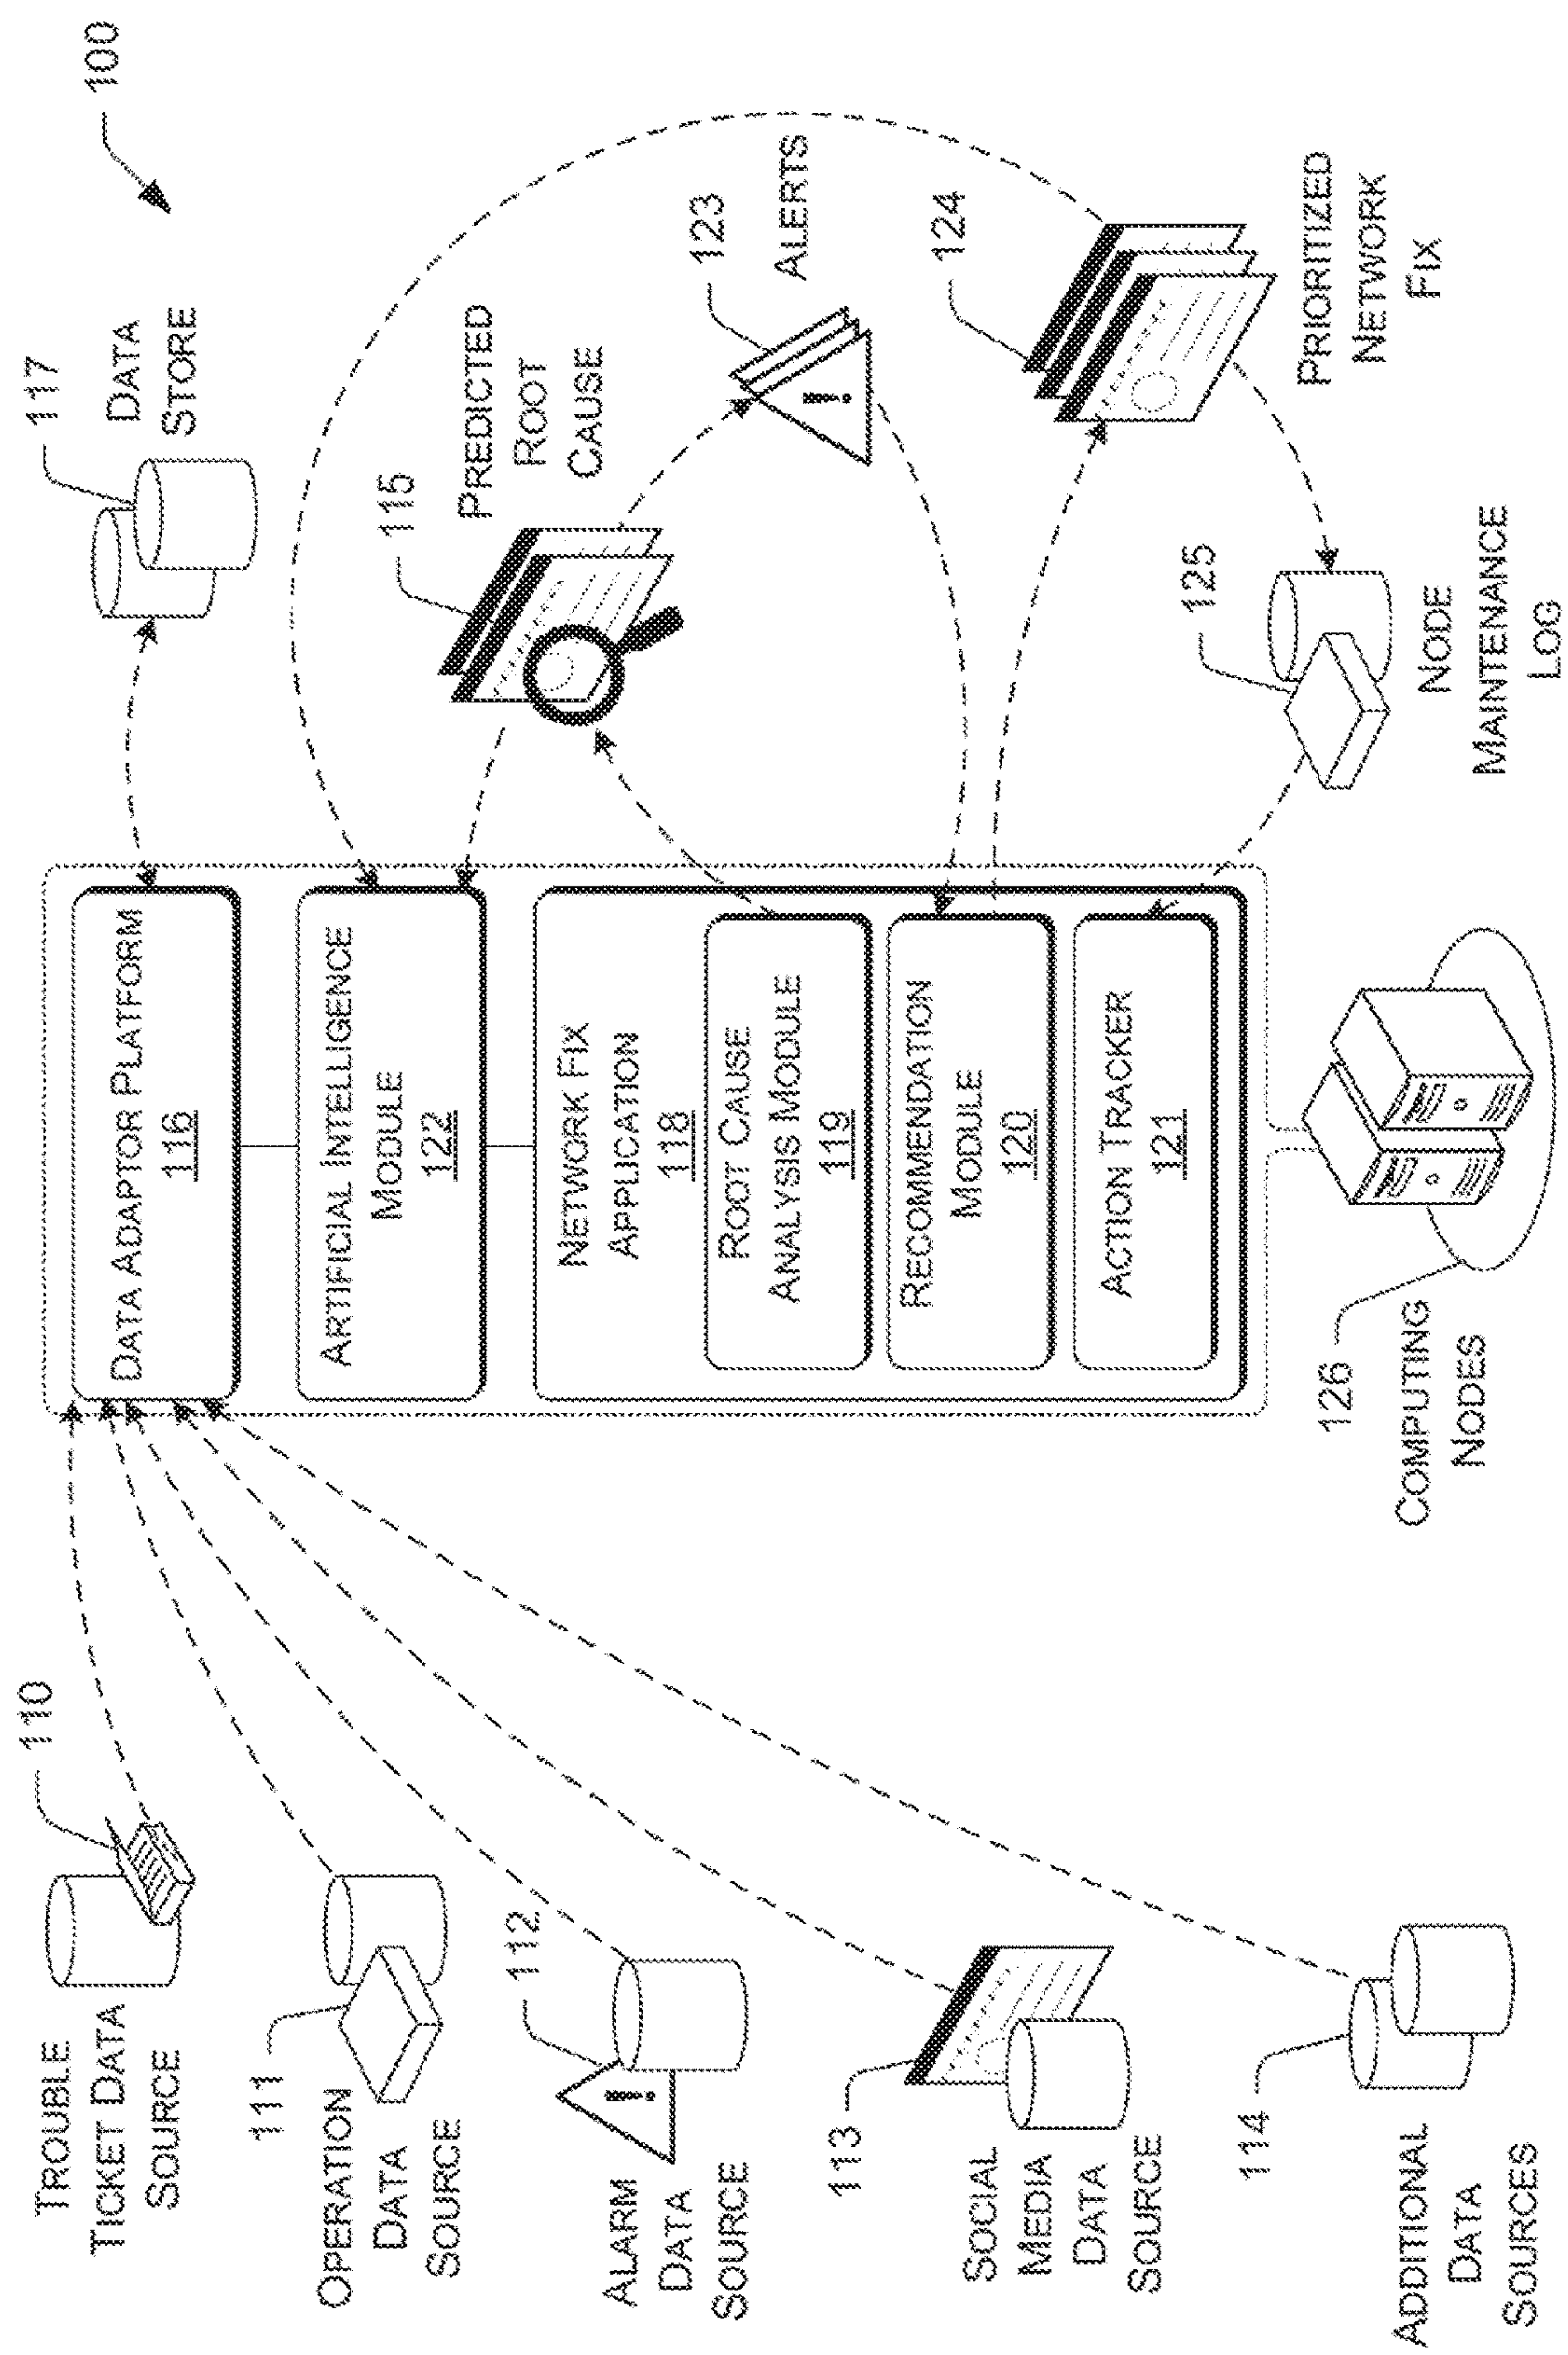 100
110
TROUBLE
TICKET DATA
SOURCE
111
OPERATION
DATA
SOURCE
112
ALARM
DATA
SOURCE
113
SOCIAL
MEDIA
DATA
SOURCE
114
ADDITIONAL
DATA
SOURCES
DATA ADAPTOR PLATFORM
116
ARTIFICIAL INTELLIGENCE
MODULE
122
NETWORK FIX
APPLICATION
118
ROOT CAUSE
ANALYSIS MODULE
119
RECOMMENDATION
MODULE
120
ACTION TRACKER
121
126
COMPUTING
NODES
117
DATA
STORE
115
PREDICTED
ROOT
CAUSE
123
ALERTS
!
124
PRIORITIZED
NETWORK
FIX
125
NODE
MAINTENANCE
LOG
!